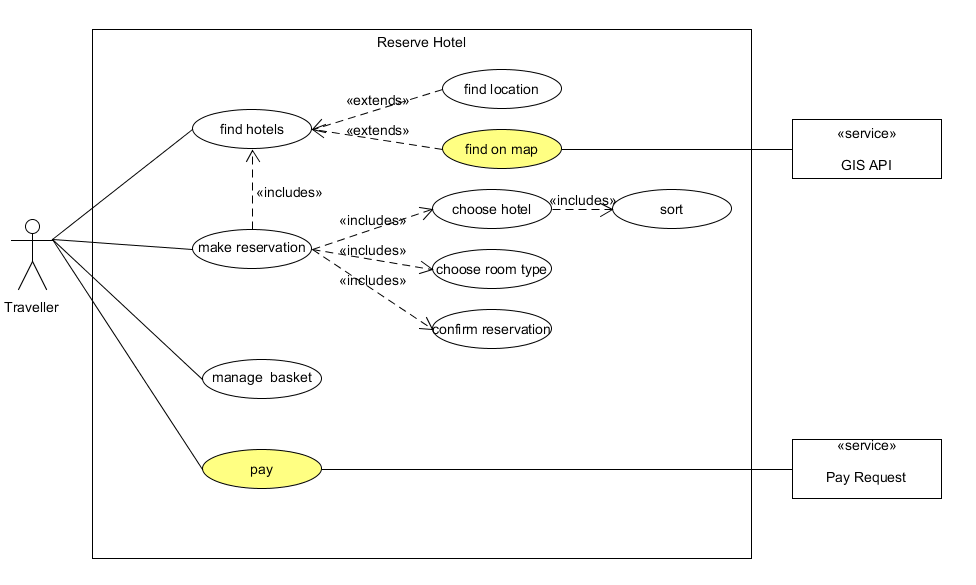 Reserve Hotel
find location
«extends»
find hotels
«extends»
find on map
«service»
GIS API
«includes»
choose hotel
«includes»
sort
«includes»
make reservation
«includes»
choose room type
«includes»
confirm reservation
Traveller
manage basket
pay
«service»
Pay Request